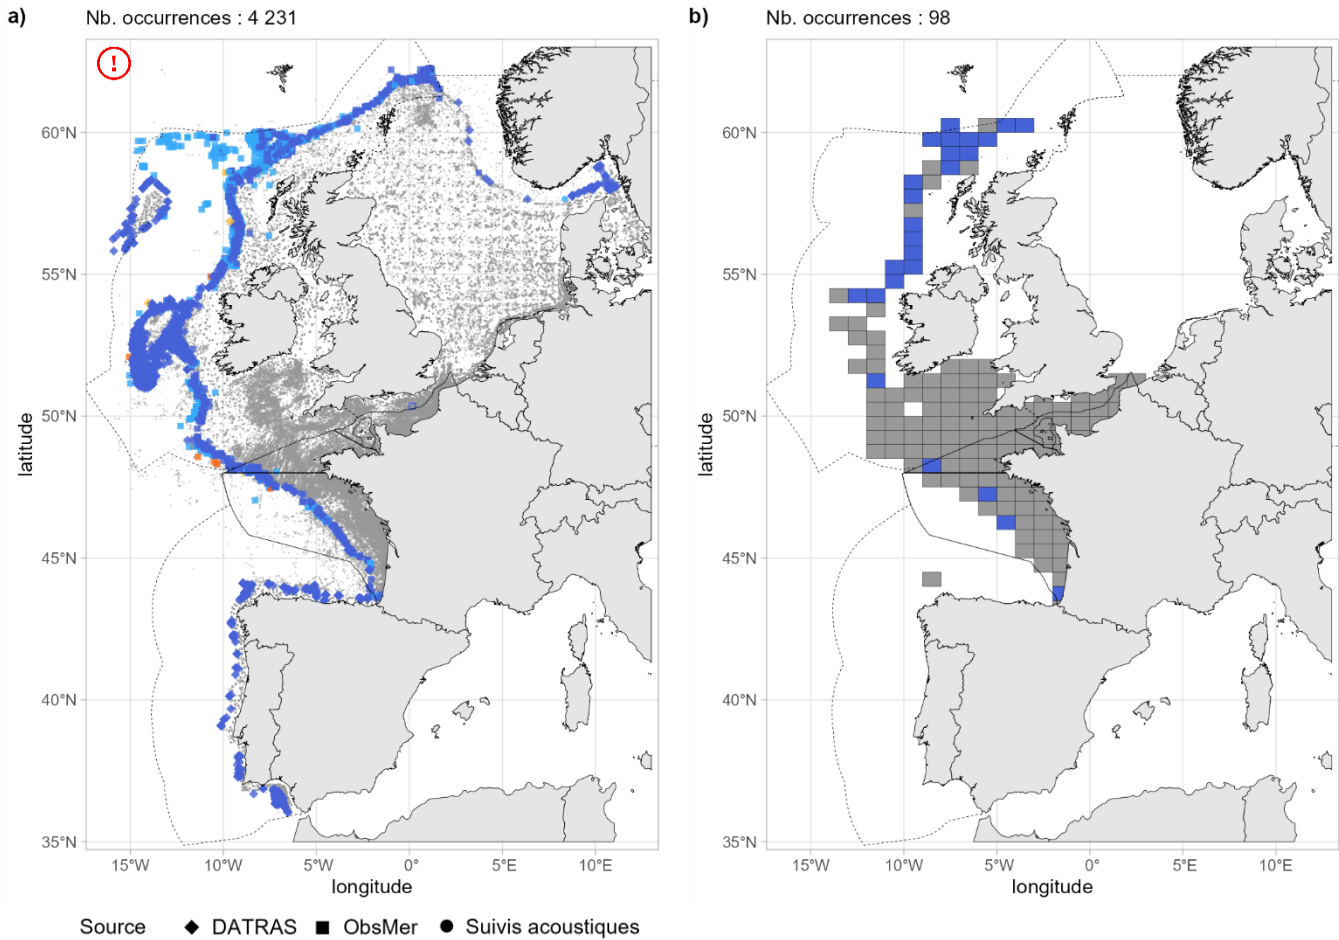 a)
Nb. occurrences : 4 231
!
60°N
55°N
50°N
45°N
40°N
35°N
latitude
15°W
10°W
5°W
0°
5°E
10°E
longitude
b)
Nb. occurrences : 98
60°N
55°N
50°N
45°N
40°N
35°N
latitude
15°W
10°W
5°W
0°
5°E
10°E
longitude
Source
DATRAS
ObsMer
Suivis acoustiques